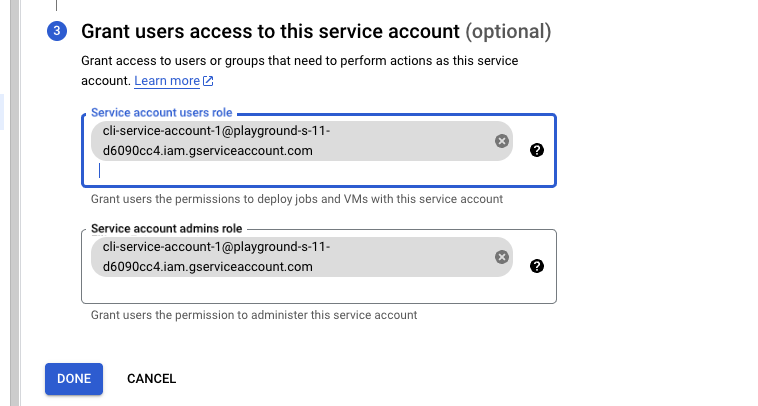 3 Grant users access to this service account (optional)
Grant access to users or groups that need to perform actions as this service
account. Learn more
Service account users role
cli-service-account-1@playground-s-11-
d6090cc4.iam.gserviceaccount.com
?
Grant users the permissions to deploy jobs and VMs with this service account
Service account admins role
cli-service-account-1@playground-s-11-
d6090cc4.iam.gserviceaccount.com
?
Grant users the permission to administer this service account
DONE CANCEL